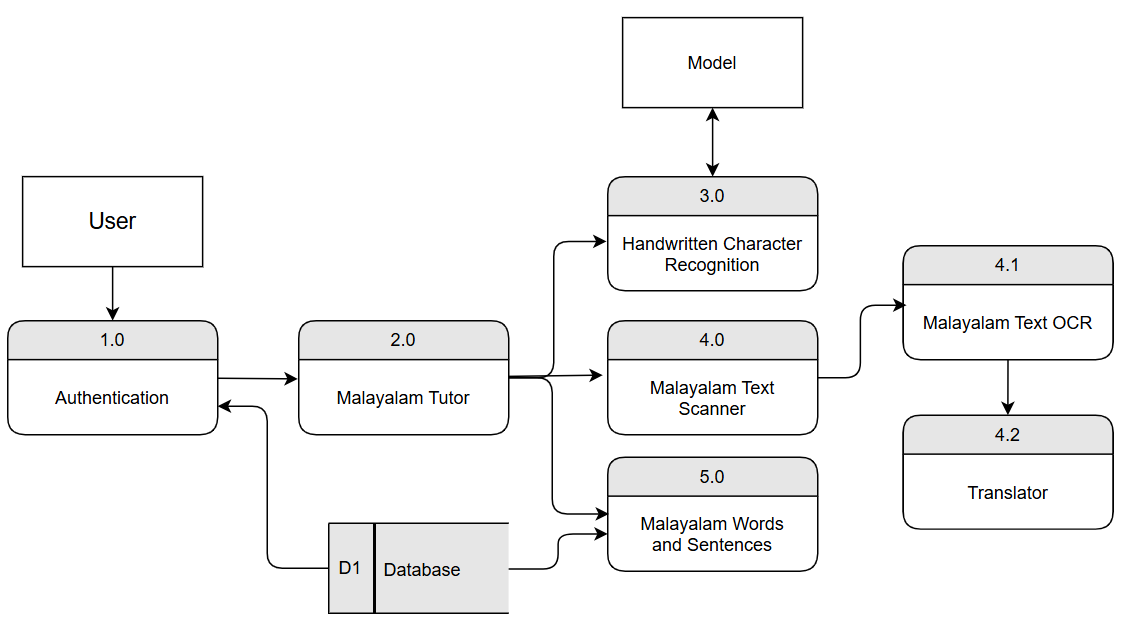 Model
User
3.0
Handwritten Character
Recognition
4.1
Malayalam Text OCR
1.0
Authentication
2.0
Malayalam Tutor
4.0
Malayalam Text
Scanner
4.2
Translator
5.0
Malayalam Words
and Sentences
D1 Database